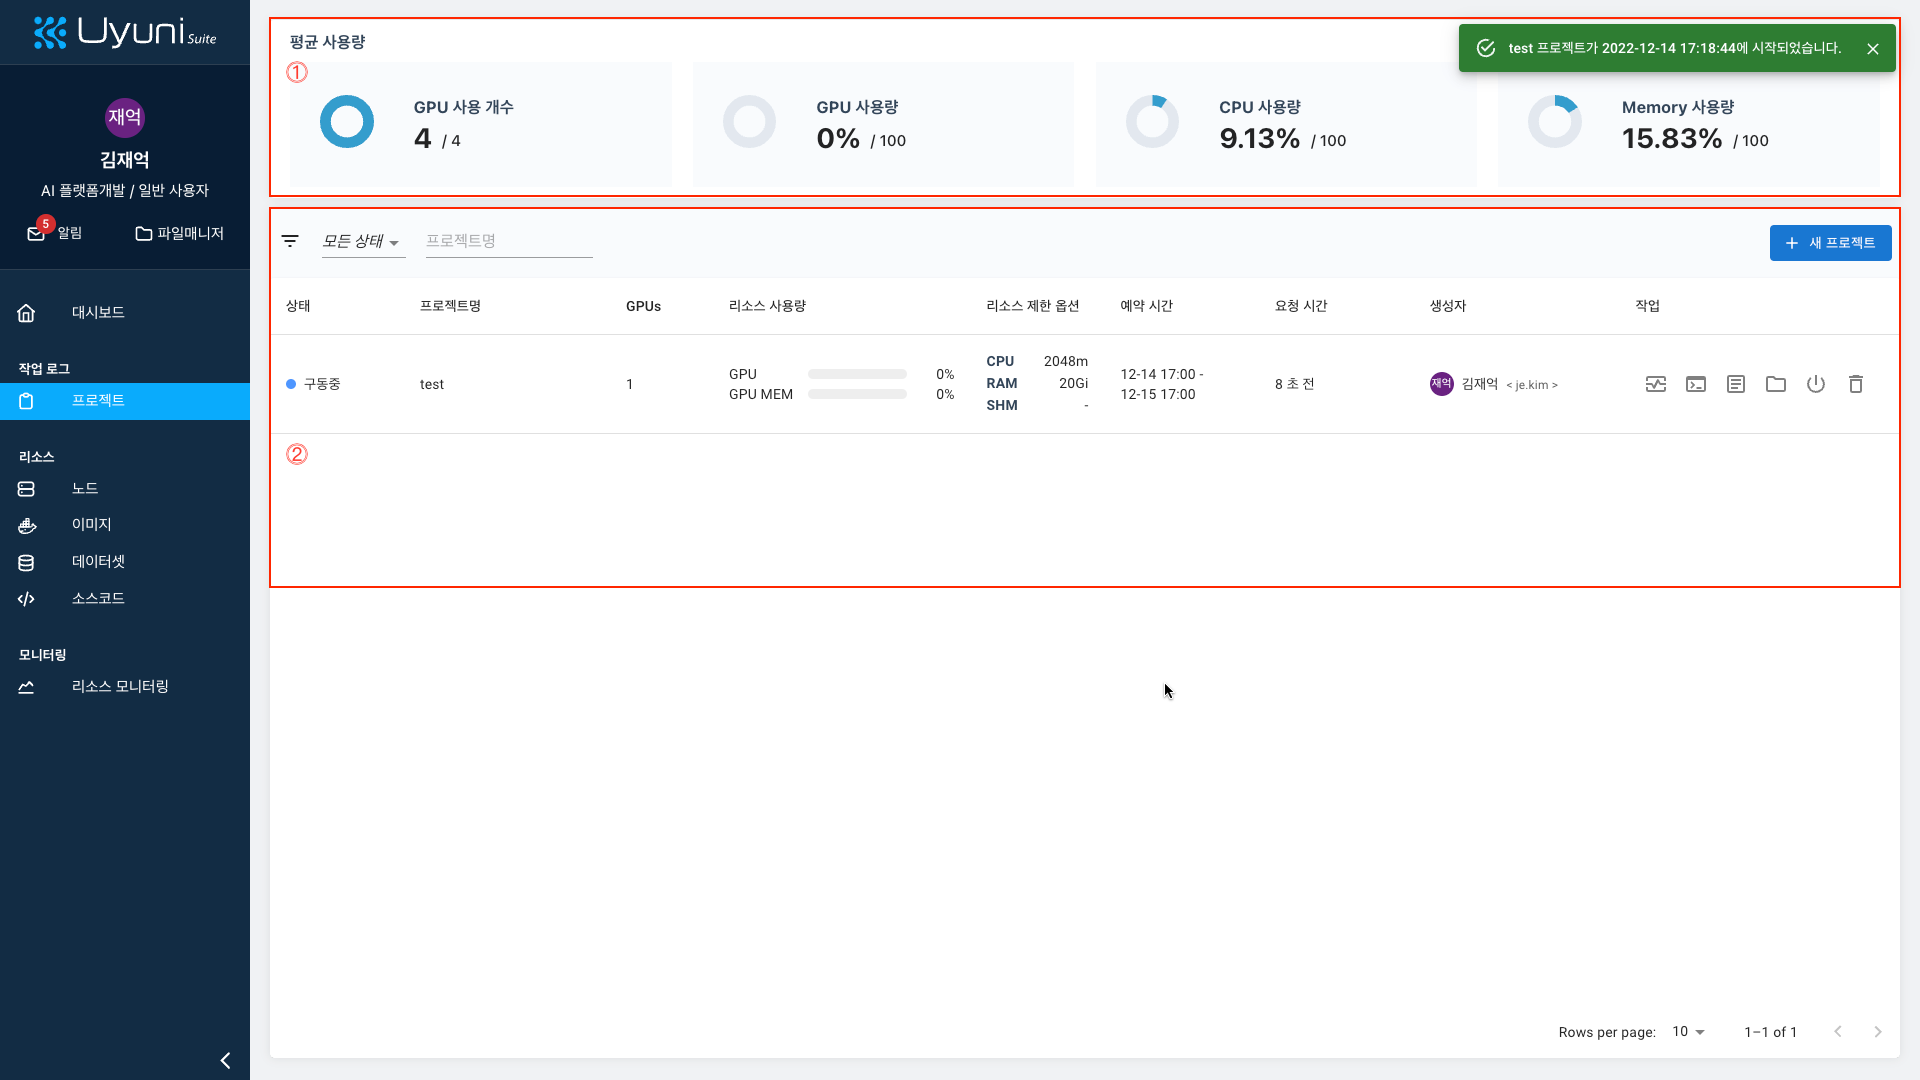 Uyuni Suite
재억
김재억
AI 플랫폼개발 / 일반 사용자
5
알림
파일매니저
대시보드
작업 로그
프로젝트
리소스
노드
이미지
데이터셋
소스코드
모니터링
리소스 모니터링
평균 사용량
test 프로젝트가 2022-12-14 17:18:44에 시작되었습니다.
①
GPU 사용 개수
4 / 4
GPU 사용량
0% / 100
CPU 사용량
9.13% / 100
Memory 사용량
15.83% / 100
모든 상태
프로젝트명
+ 새 프로젝트
상태 프로젝트명 GPUs 리소스 사용량 리소스 제한 옵션 예약 시간 요청 시간 생성자 작업
구동중
test
1
GPU 0%
GPU MEM 0%
CPU 2048m
RAM 20Gi
SHM -
12-14 17:00 -
12-15 17:00
8 초 전
재억 김재억 < je.kim >
②
Rows per page: 10 1–1 of 1